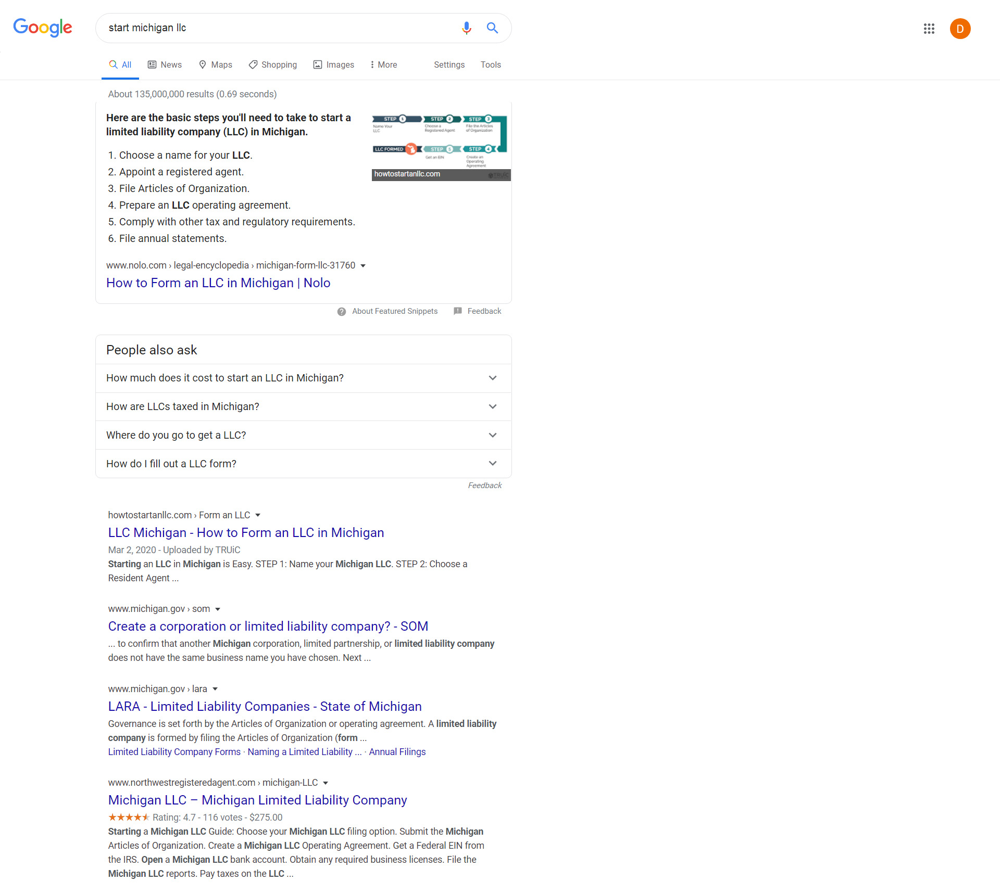 Google
start michigan llc
D
All
News
Maps
Shopping
Images
More
Settings
Tools
About 135,000,000 results (0.69 seconds)
Here are the basic steps you'll need to take to start a
limited liability company (LLC) in Michigan.
1. Choose a name for your LLC.
2. Appoint a registered agent.
3. File Articles of Organization.
4. Prepare an LLC operating agreement.
5. Comply with other tax and regulatory requirements.
6. File annual statements.
STEP 1
STEP 2
STEP 3
Name Your
LLC
Choose a
Registered Agent
File the Articles
of Organization
LLC FORMED
STEP 5
STEP 4
Get an EIN
Create an
Operating
Agreement
howtostartanllc.com
TRUiC
www.nolo.com › legal-encyclopedia › michigan-form-llc-31760
How to Form an LLC in Michigan | Nolo
About Featured Snippets
Feedback
People also ask
How much does it cost to start an LLC in Michigan?
How are LLCs taxed in Michigan?
Where do you go to get a LLC?
How do I fill out a LLC form?
Feedback
howtostartanllc.com › Form an LLC
LLC Michigan - How to Form an LLC in Michigan
Mar 2, 2020 - Uploaded by TRUiC
Starting an LLC in Michigan is Easy. STEP 1: Name your Michigan LLC. STEP 2: Choose a
Resident Agent ...
www.michigan.gov › som
Create a corporation or limited liability company? - SOM
... to confirm that another Michigan corporation, limited partnership, or limited liability company
does not have the same business name you have chosen. Next ...
www.michigan.gov › lara
LARA - Limited Liability Companies - State of Michigan
Governance is set forth by the Articles of Organization or operating agreement. A limited liability
company is formed by filing the Articles of Organization (form ...
Limited Liability Company Forms · Naming a Limited Liability ... · Annual Filings
www.northwestregisteredagent.com › michigan-LLC
Michigan LLC – Michigan Limited Liability Company
Rating: 4.7 - 116 votes - $275.00
Starting a Michigan LLC Guide: Choose your Michigan LLC filing option. Submit the Michigan
Articles of Organization. Create a Michigan LLC Operating Agreement. Get a Federal EIN from
the IRS. Open a Michigan LLC bank account. Obtain any required business licenses. File the
Michigan LLC reports. Pay taxes on the LLC ...